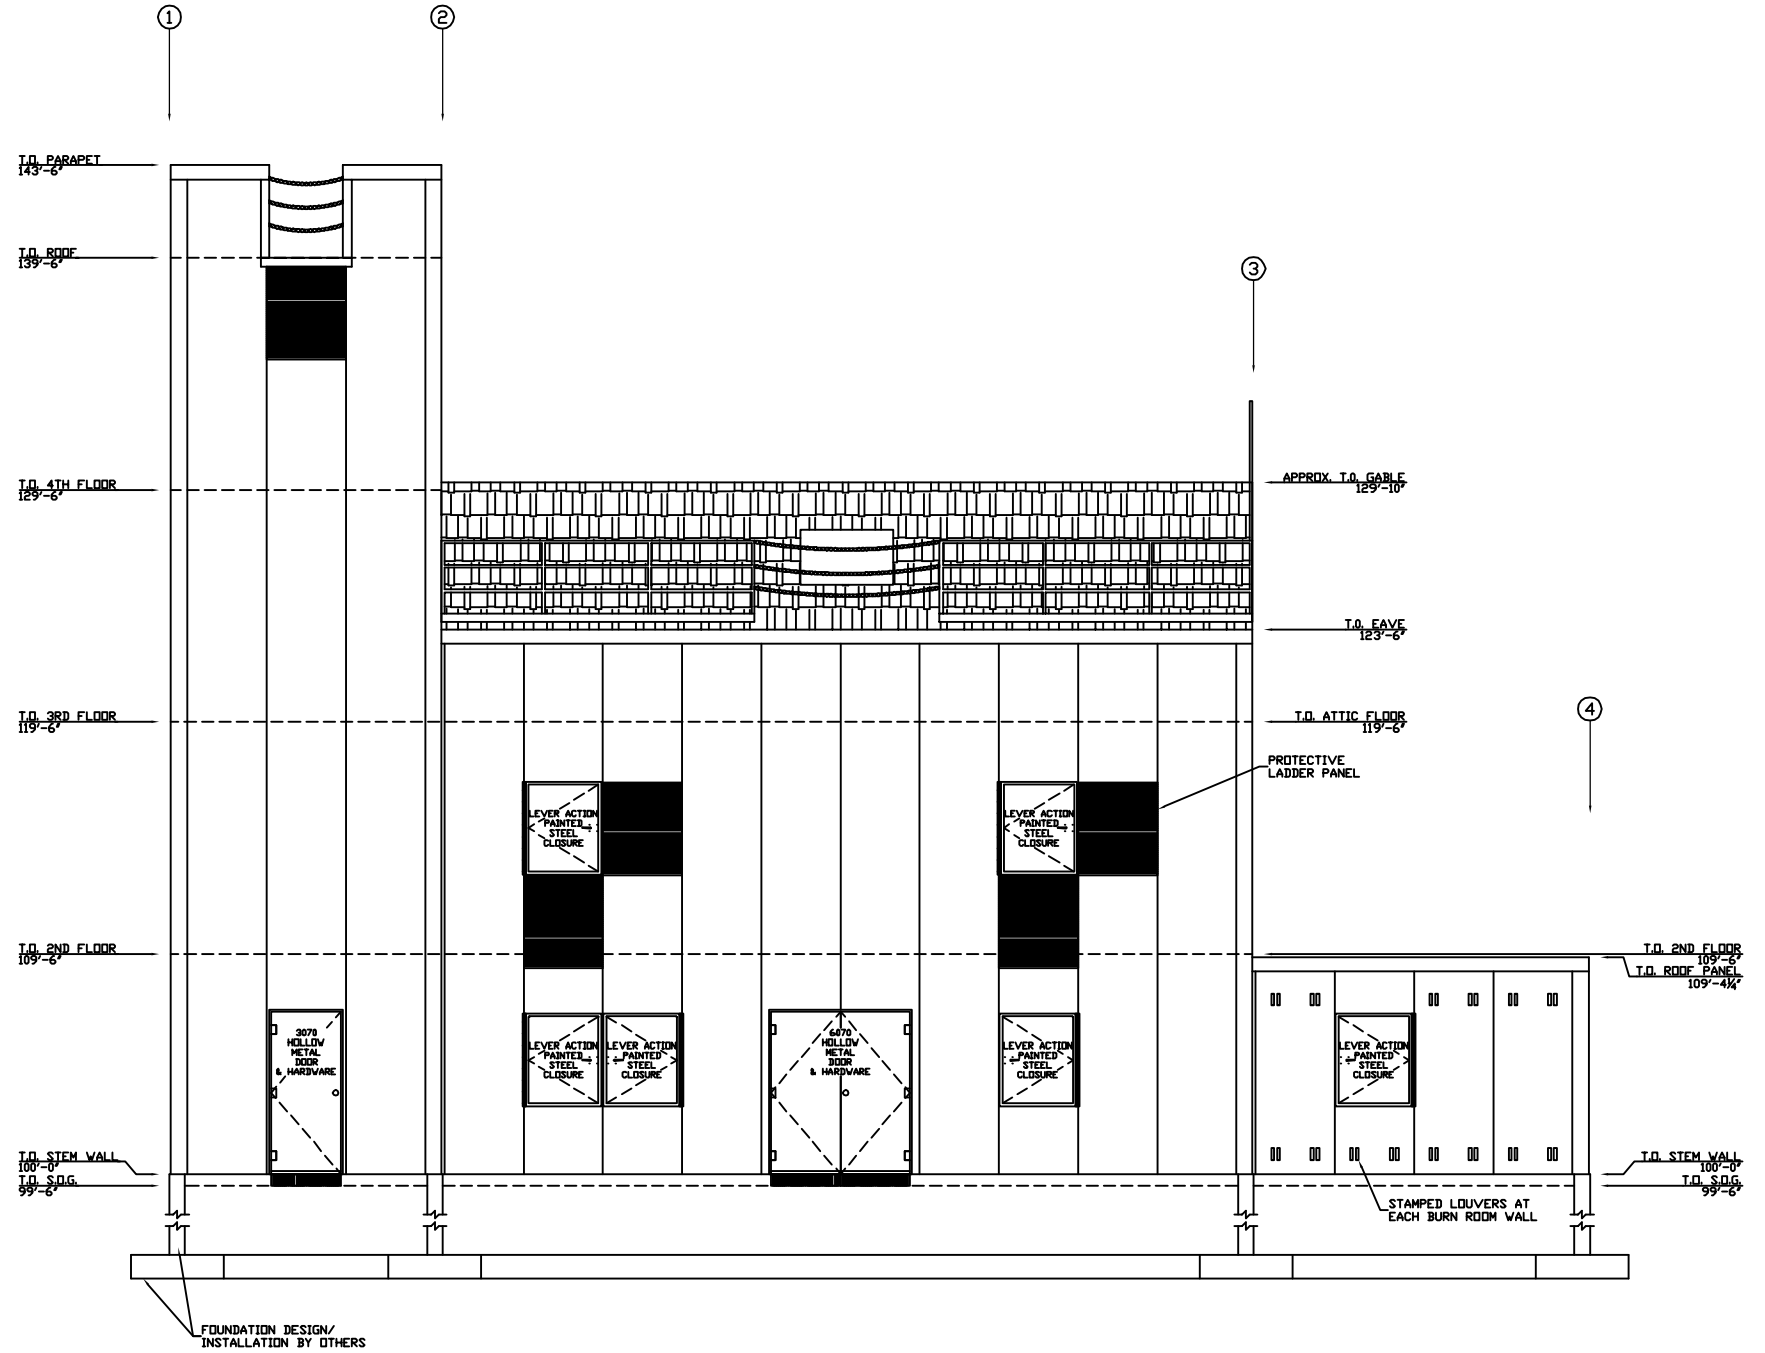 1
2
T.O. PARAPET
143'-6"
T.O. ROOF
139'-6"
3
T.O. 4TH FLOOR
129'-6"
APPROX. T.O. GABLE
129'-10"
T.O. EAVE
123'-6"
T.O. 3RD FLOOR
119'-6"
T.O. ATTIC FLOOR
119'-6"
4
PROTECTIVE
LADDER PANEL
LEVER ACTION
PAINTED
STEEL
CLOSURE
LEVER ACTION
PAINTED
STEEL
CLOSURE
T.O. 2ND FLOOR
109'-6"
T.O. 2ND FLOOR
109'-6"
T.O. ROOF PANEL
109'-4¼"
3070
HOLLOW
METAL
DOOR
& HARDWARE
LEVER ACTION
PAINTED
STEEL
CLOSURE
LEVER ACTION
PAINTED
STEEL
CLOSURE
6070
HOLLOW
METAL
DOOR
& HARDWARE
LEVER ACTION
PAINTED
STEEL
CLOSURE
LEVER ACTION
PAINTED
STEEL
CLOSURE
T.O. STEM WALL
100'-0"
T.O. S.O.G.
99'-6"
T.O. STEM WALL
100'-0"
T.O. S.O.G.
99'-6"
STAMPED LOUVERS AT
EACH BURN ROOM WALL
FOUNDATION DESIGN/
INSTALLATION BY OTHERS